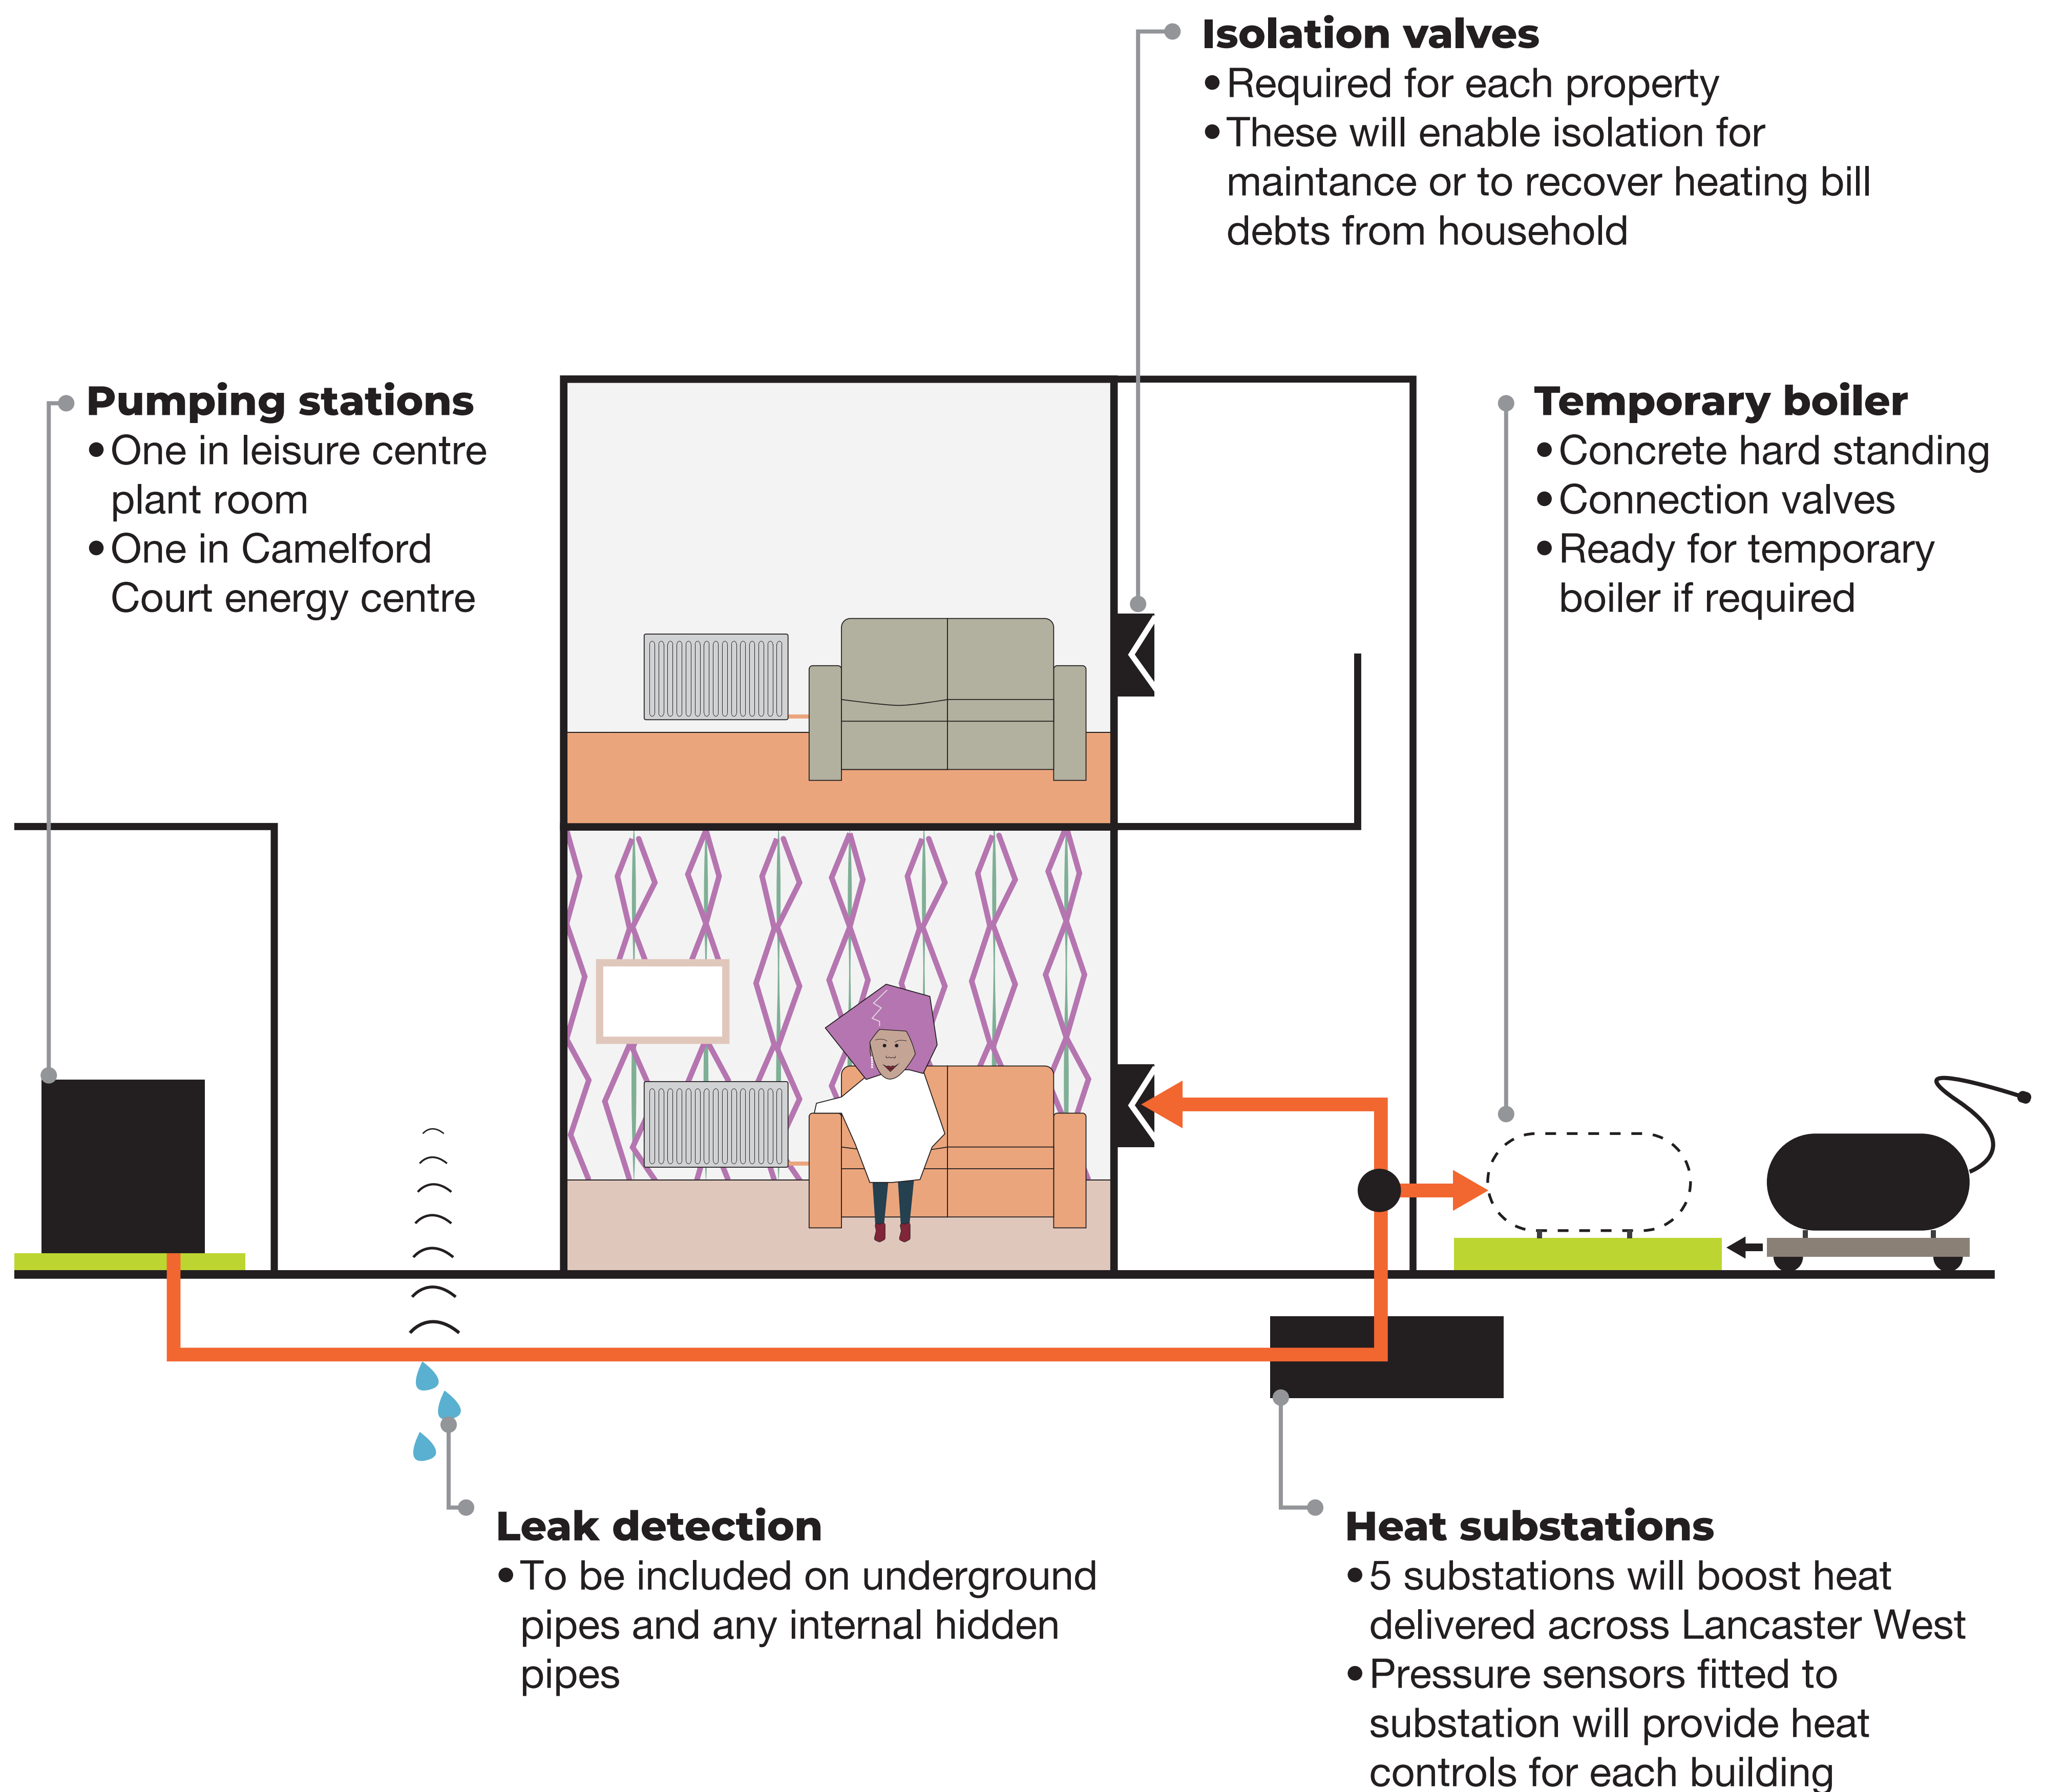 Isolation valves
• Required for each property
• These will enable isolation for
maintance or to recover heating bill
debts from household
Pumping stations
• One in leisure centre
plant room
• One in Camelford
Court energy centre
Temporary boiler
• Concrete hard standing
• Connection valves
• Ready for temporary
boiler if required
Leak detection
• To be included on underground
pipes and any internal hidden
pipes
Heat substations
• 5 substations will boost heat
delivered across Lancaster West
• Pressure sensors fitted to
substation will provide heat
controls for each building